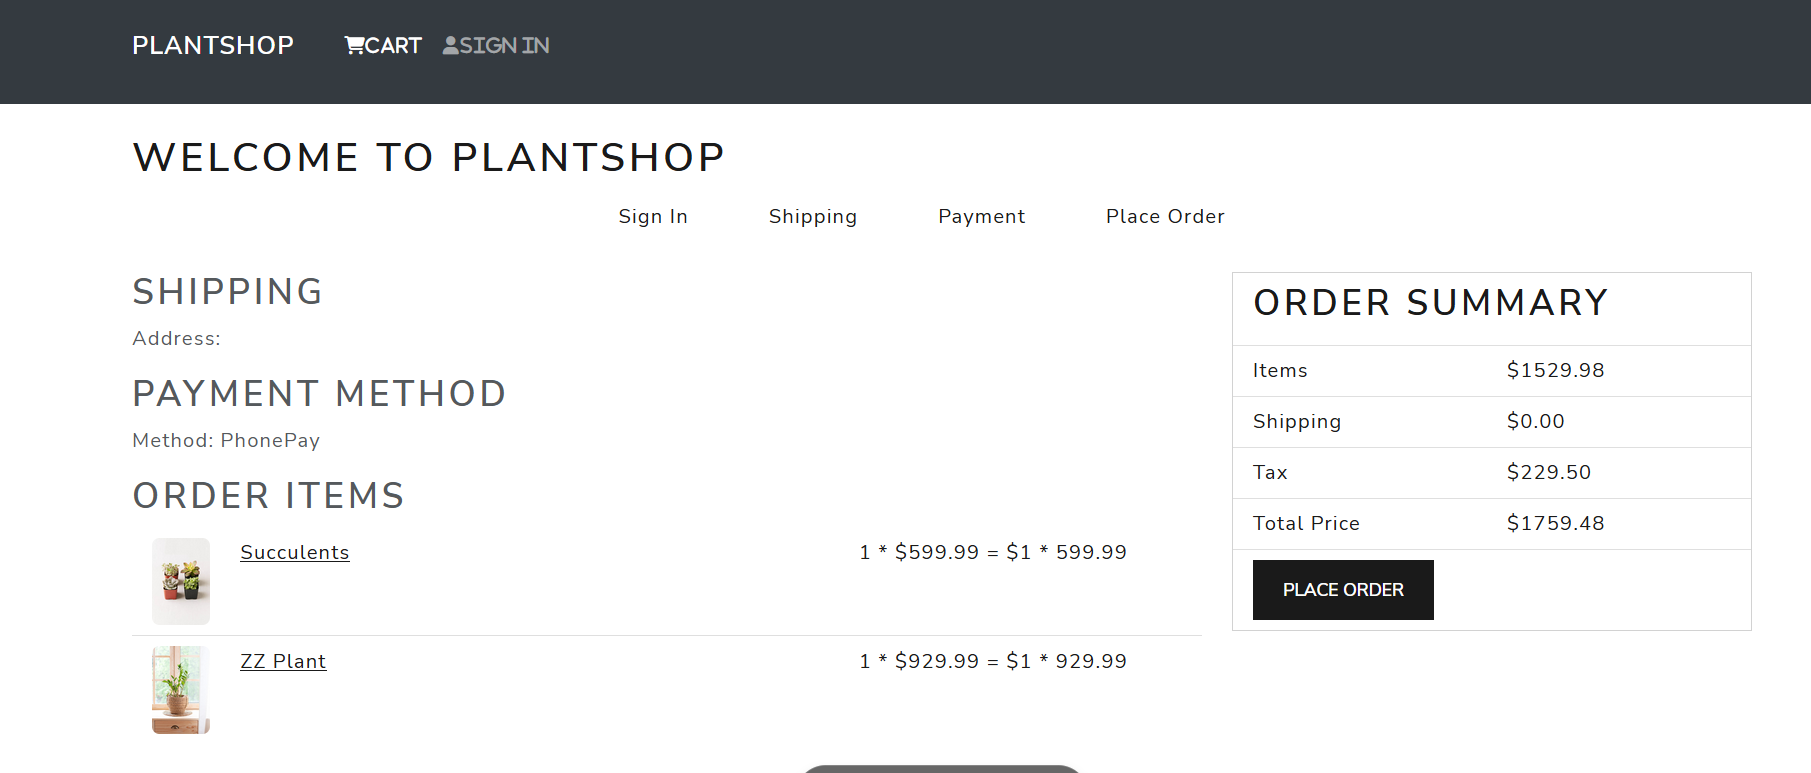 PLANTSHOP CART SIGN IN
WELCOME TO PLANTSHOP
Sign In Shipping Payment Place Order
SHIPPING
Address:
PAYMENT METHOD
Method: PhonePay
ORDER ITEMS
Succulents 1 * $599.99 = $1 * 599.99
ZZ Plant 1 * $929.99 = $1 * 929.99
ORDER SUMMARY
Items $1529.98
Shipping $0.00
Tax $229.50
Total Price $1759.48
PLACE ORDER